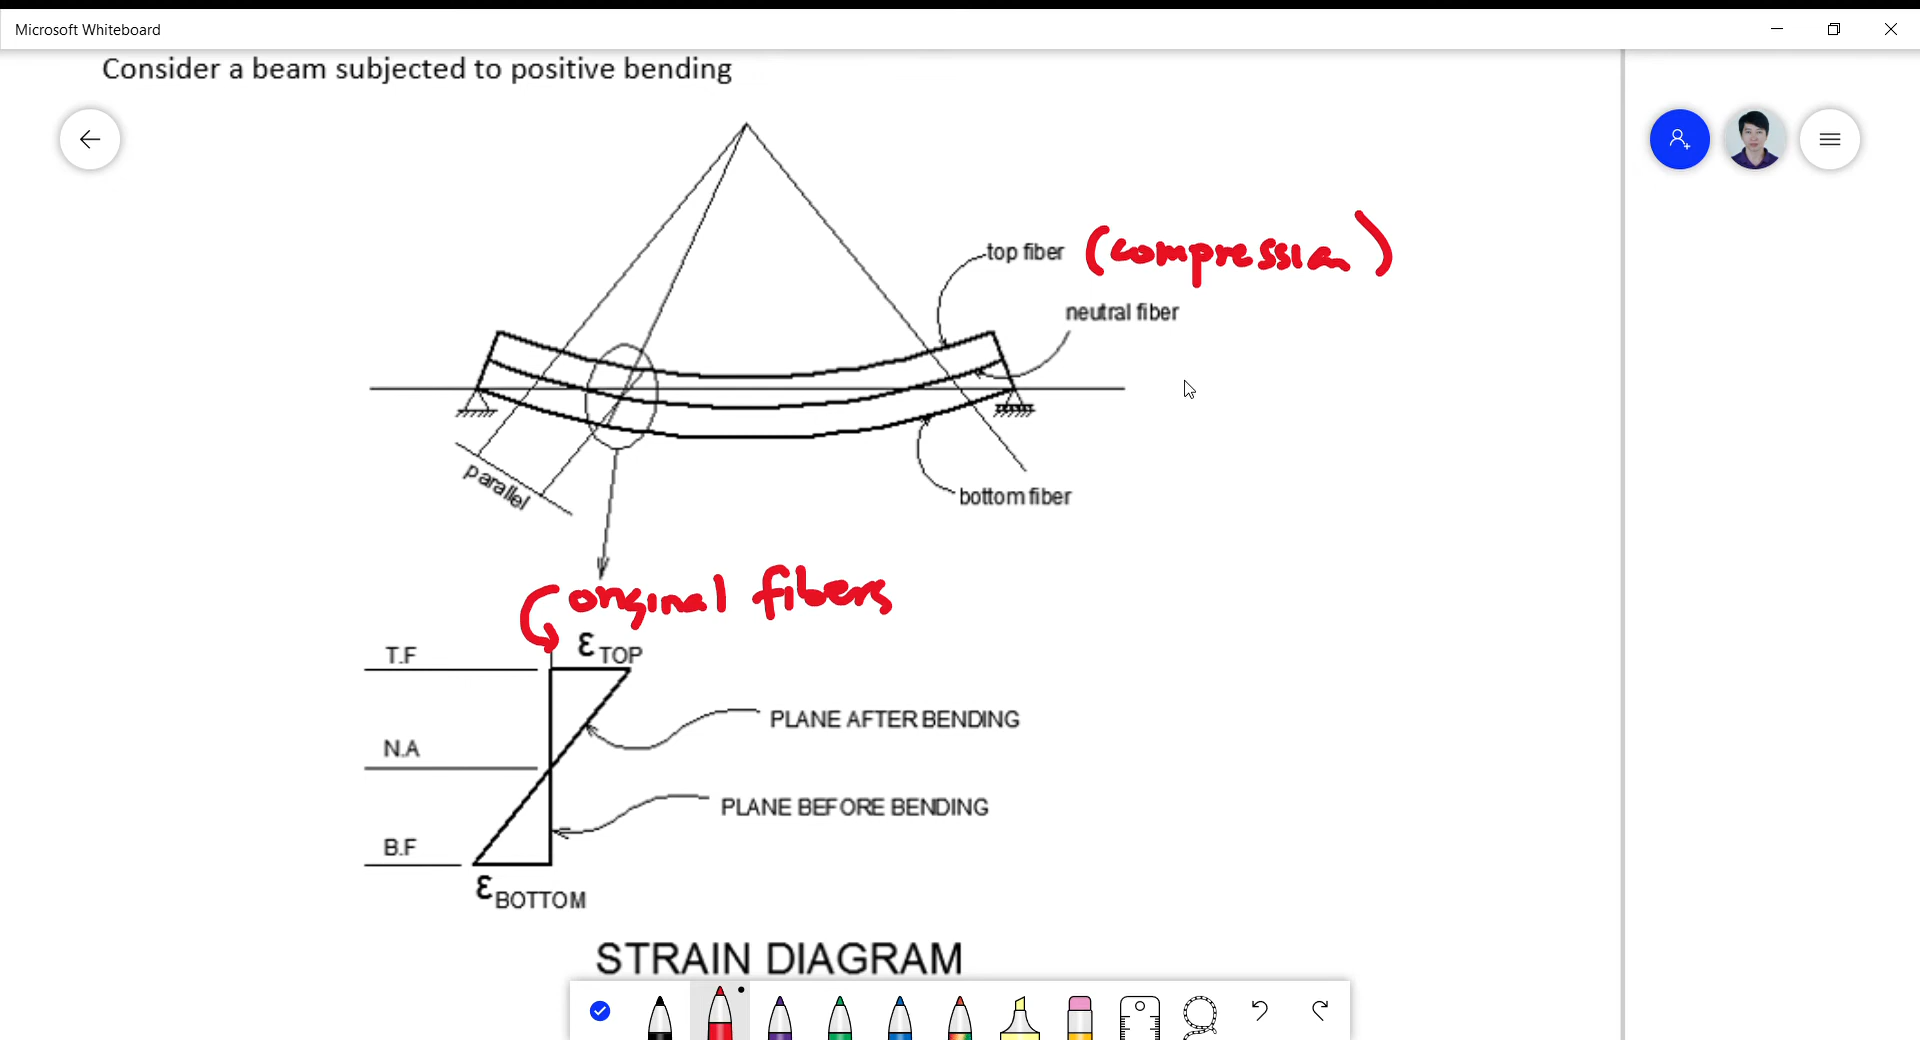 Microsoft Whiteboard
Consider a beam subjected to positive bending
top fiber (compression)
neutral fiber
parallel
bottom fiber
original fibers
T.F
ε TOP
PLANE AFTER BENDING
N.A
PLANE BEFORE BENDING
B.F
ε BOTTOM
STRAIN DIAGRAM